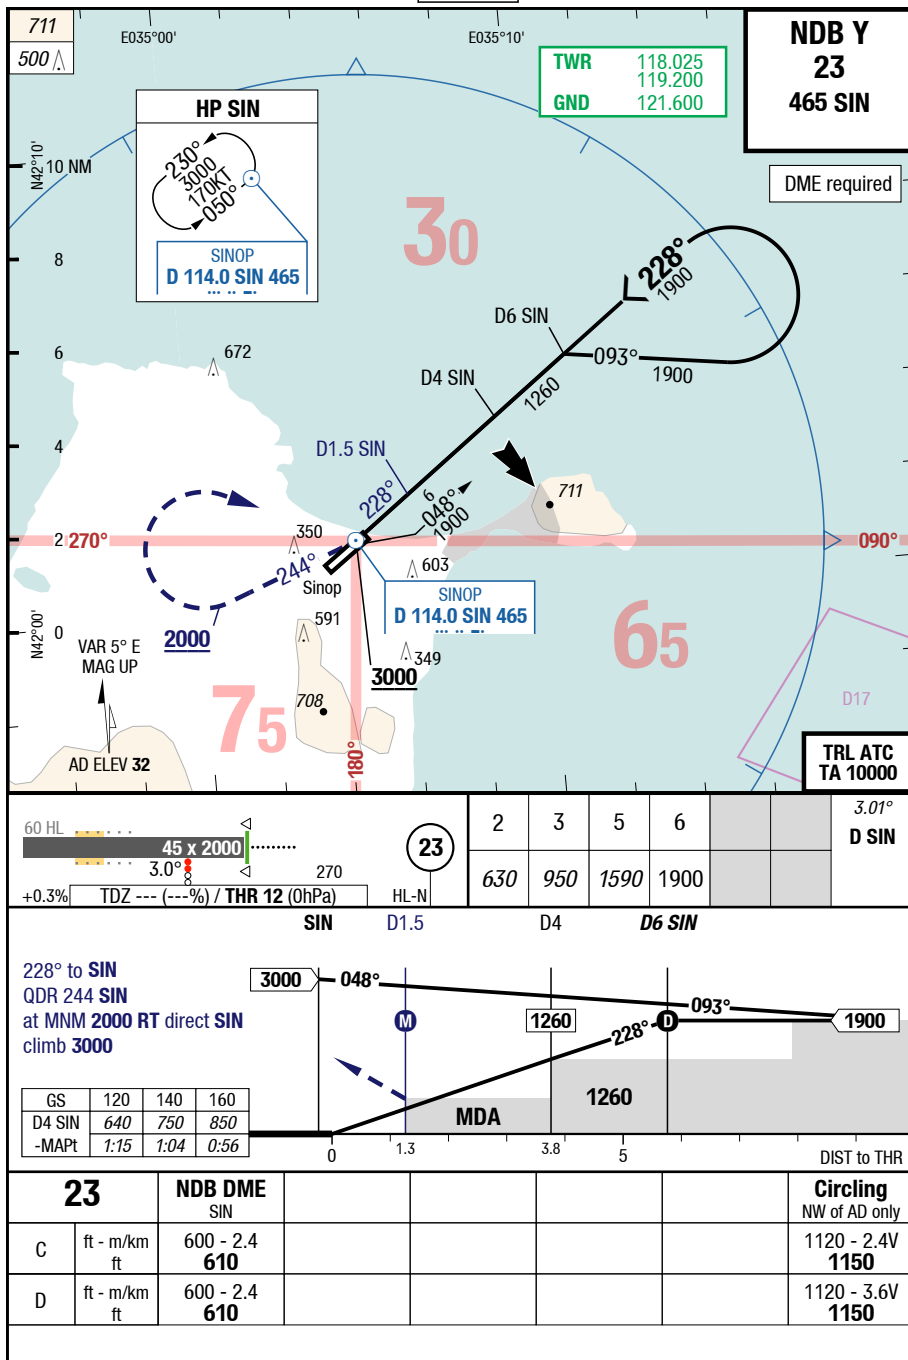 711
500
E035°00'
E035°10'
TWR 118.025
119.200
GND 121.600
NDB Y
23
465 SIN
DME required
HP SIN
230°
3000
170KT
050°
SINOP
D 114.0 SIN 465
N42°10'
10 NM
8
6
4
2
0
N42°00'
30
228°
1900
D6 SIN
093°
1900
D4 SIN
1260
672
D1.5 SIN
228°
6
048°
1900
711
270°
350
090°
244°
Sinop
603
SINOP
D 114.0 SIN 465
591
2000
349
3000
65
VAR 5° E
MAG UP
708
75
D17
180°
AD ELEV 32
TRL ATC
TA 10000
60 HL
45 x 2000
3.0°
270
+0.3%
TDZ --- (---%) / THR 12 (0hPa)
HL-N
23
2 3 5 6
630 950 1590 1900
3.01°
D SIN
SIN D1.5 D4 D6 SIN
228° to SIN
QDR 244 SIN
at MNM 2000 RT direct SIN
climb 3000
3000 048°
093°
M
1260
228°
D
1900
1260
MDA
GS 120 140 160
D4 SIN 640 750 850
-MAPt 1:15 1:04 0:56
0 1.3 3.8 5 DIST to THR
23 NDB DME Circling
SIN NW of AD only
C ft - m/km 600 - 2.4 1120 - 2.4V
ft 610 1150
D ft - m/km 600 - 2.4 1120 - 3.6V
ft 610 1150